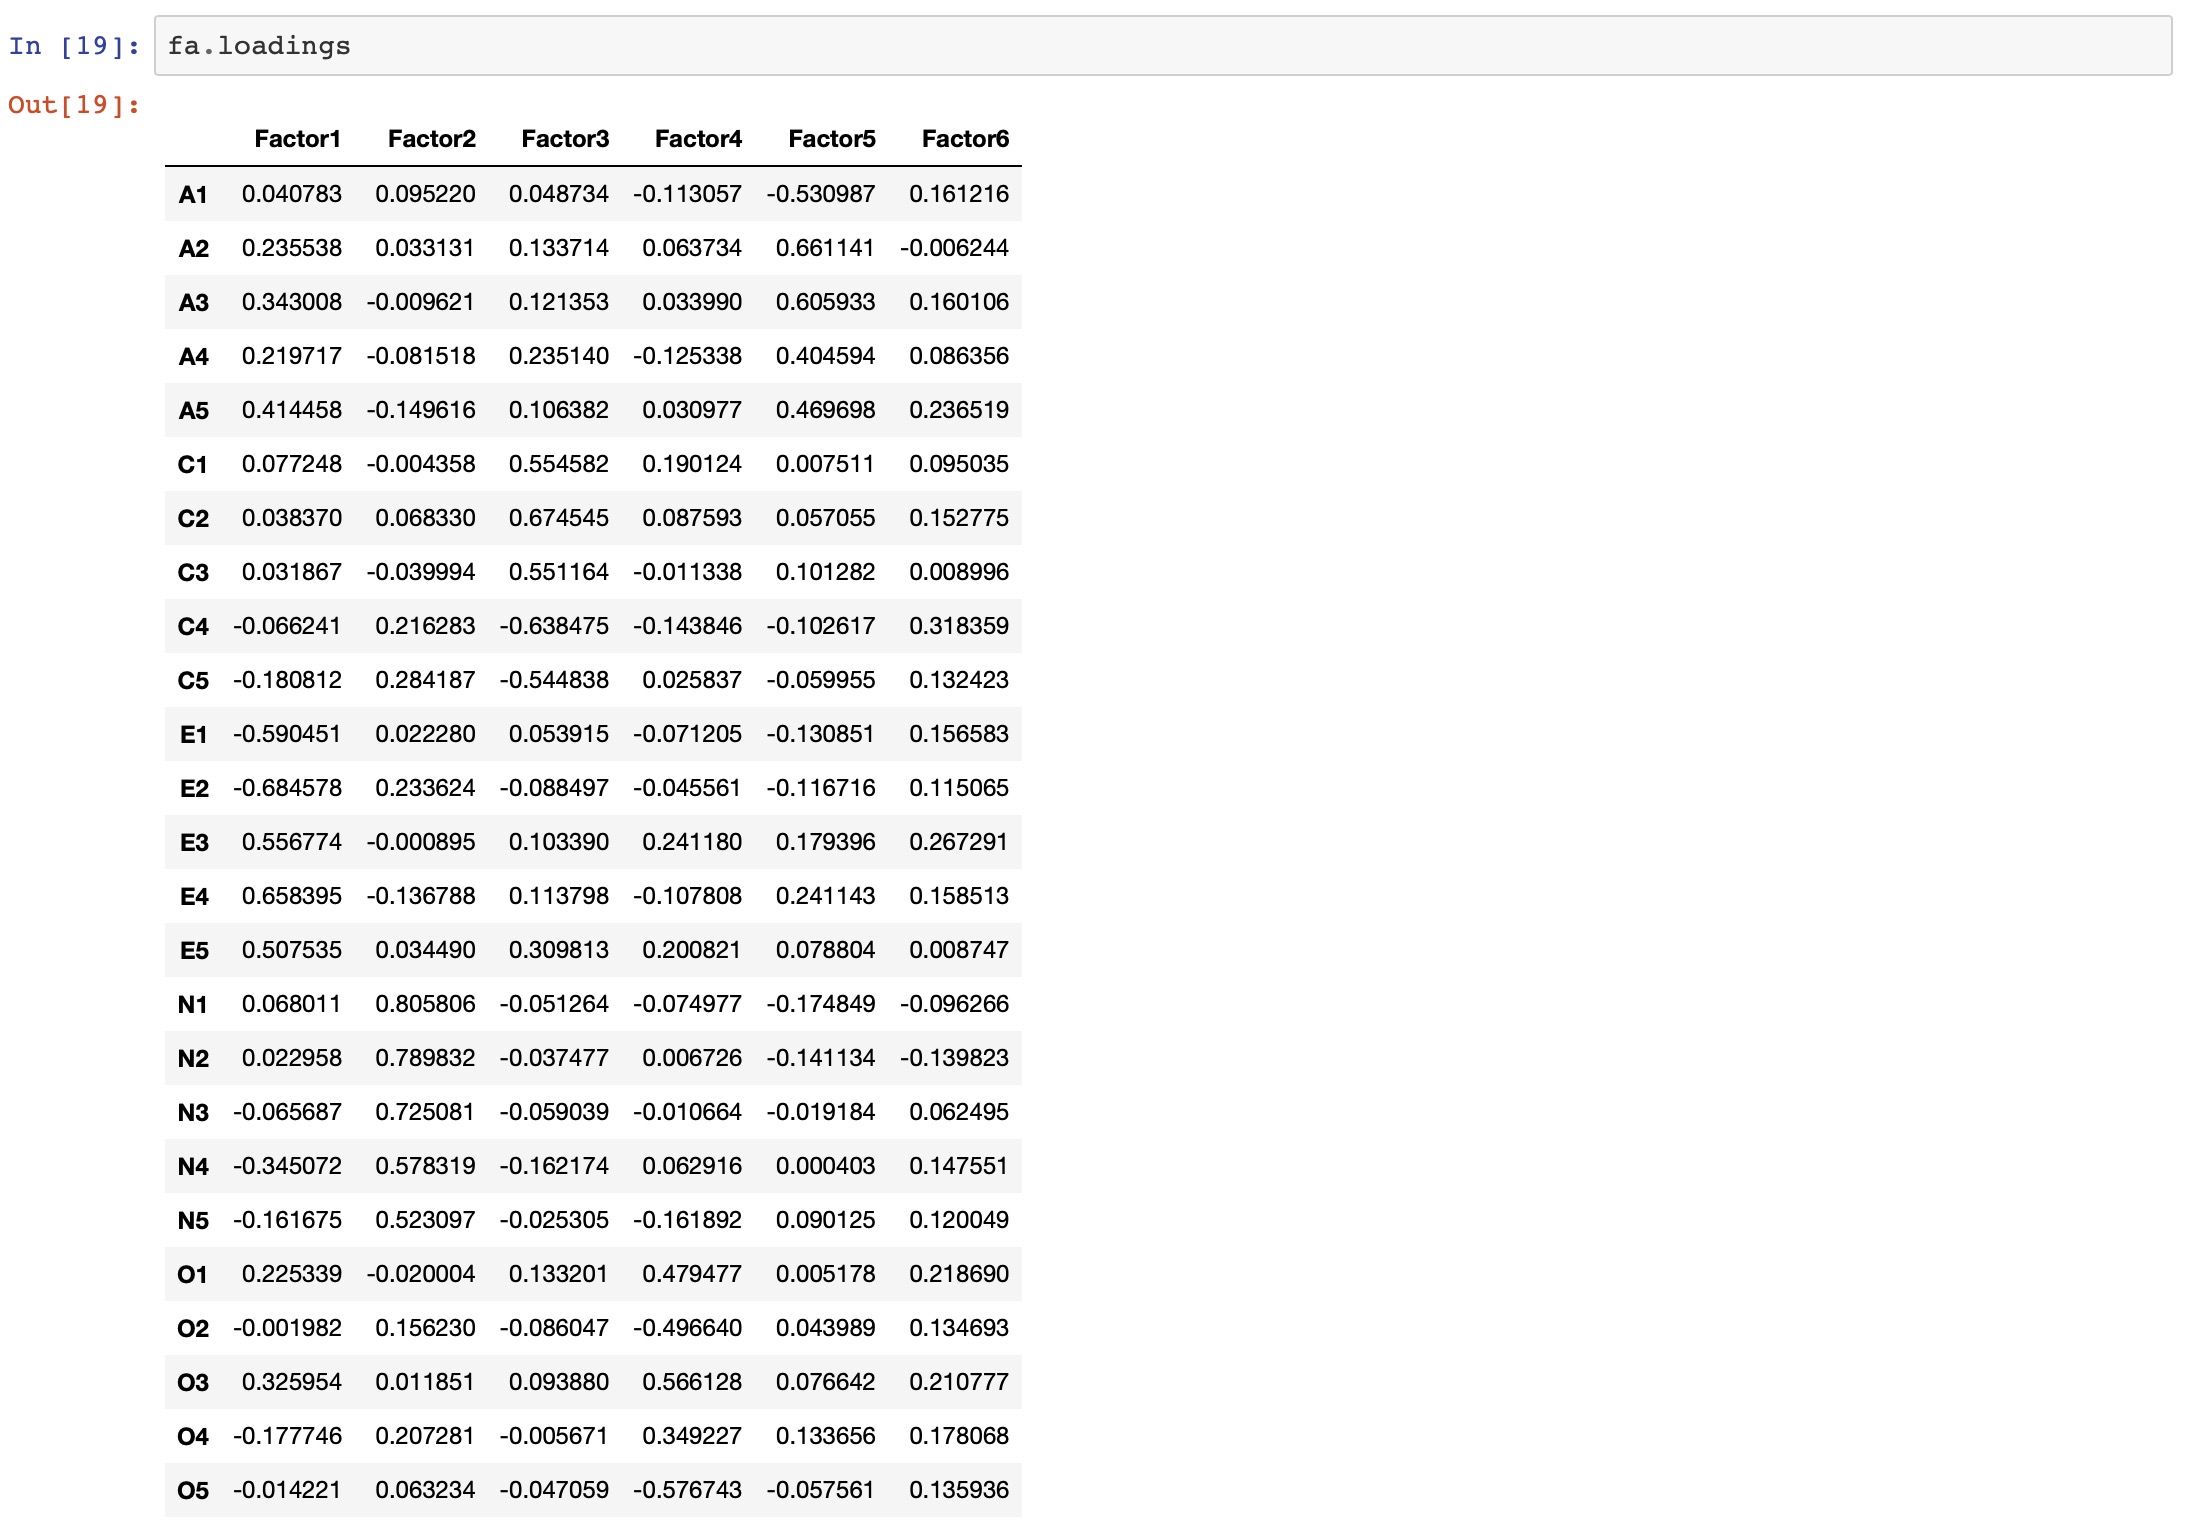 In [19]: fa.loadings
Out[19]:
Factor1 Factor2 Factor3 Factor4 Factor5 Factor6
A1 0.040783 0.095220 0.048734 -0.113057 -0.530987 0.161216
A2 0.235538 0.033131 0.133714 0.063734 0.661141 -0.006244
A3 0.343008 -0.009621 0.121353 0.033990 0.605933 0.160106
A4 0.219717 -0.081518 0.235140 -0.125338 0.404594 0.086356
A5 0.414458 -0.149616 0.106382 0.030977 0.469698 0.236519
C1 0.077248 -0.004358 0.554582 0.190124 0.007511 0.095035
C2 0.038370 0.068330 0.674545 0.087593 0.057055 0.152775
C3 0.031867 -0.039994 0.551164 -0.011338 0.101282 0.008996
C4 -0.066241 0.216283 -0.638475 -0.143846 -0.102617 0.318359
C5 -0.180812 0.284187 -0.544838 0.025837 -0.059955 0.132423
E1 -0.590451 0.022280 0.053915 -0.071205 -0.130851 0.156583
E2 -0.684578 0.233624 -0.088497 -0.045561 -0.116716 0.115065
E3 0.556774 -0.000895 0.103390 0.241180 0.179396 0.267291
E4 0.658395 -0.136788 0.113798 -0.107808 0.241143 0.158513
E5 0.507535 0.034490 0.309813 0.200821 0.078804 0.008747
N1 0.068011 0.805806 -0.051264 -0.074977 -0.174849 -0.096266
N2 0.022958 0.789832 -0.037477 0.006726 -0.141134 -0.139823
N3 -0.065687 0.725081 -0.059039 -0.010664 -0.019184 0.062495
N4 -0.345072 0.578319 -0.162174 0.062916 0.000403 0.147551
N5 -0.161675 0.523097 -0.025305 -0.161892 0.090125 0.120049
O1 0.225339 -0.020004 0.133201 0.479477 0.005178 0.218690
O2 -0.001982 0.156230 -0.086047 -0.496640 0.043989 0.134693
O3 0.325954 0.011851 0.093880 0.566128 0.076642 0.210777
O4 -0.177746 0.207281 -0.005671 0.349227 0.133656 0.178068
O5 -0.014221 0.063234 -0.047059 -0.576743 -0.057561 0.135936